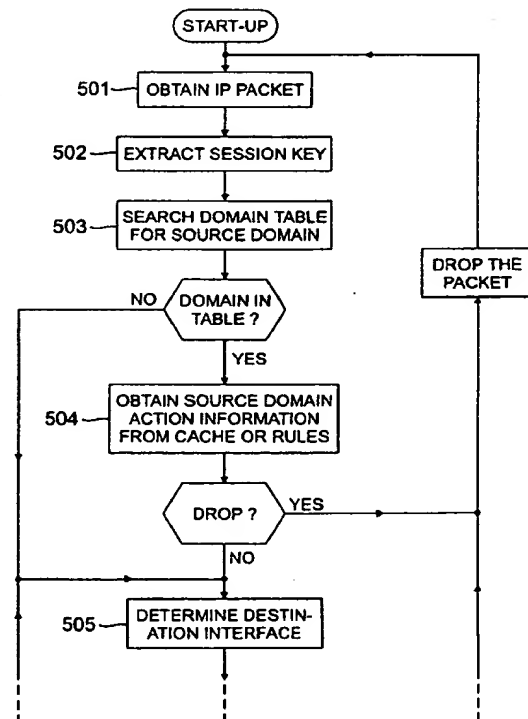 START-UP
501
OBTAIN IP PACKET
502
EXTRACT SESSION KEY
503
SEARCH DOMAIN TABLE
FOR SOURCE DOMAIN
DROP THE
PACKET
NO
DOMAIN IN
TABLE ?
YES
504
OBTAIN SOURCE DOMAIN
ACTION INFORMATION
FROM CACHE OR RULES
DROP ?
YES
NO
505
DETERMINE DESTIN-
ATION INTERFACE